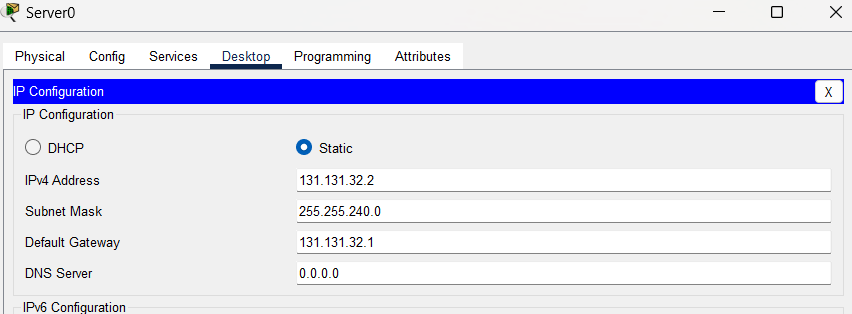 Server0
Physical Config Services Desktop Programming Attributes
IP Configuration X
IP Configuration
DHCP Static
IPv4 Address 131.131.32.2
Subnet Mask 255.255.240.0
Default Gateway 131.131.32.1
DNS Server 0.0.0.0
IPv6 Configuration